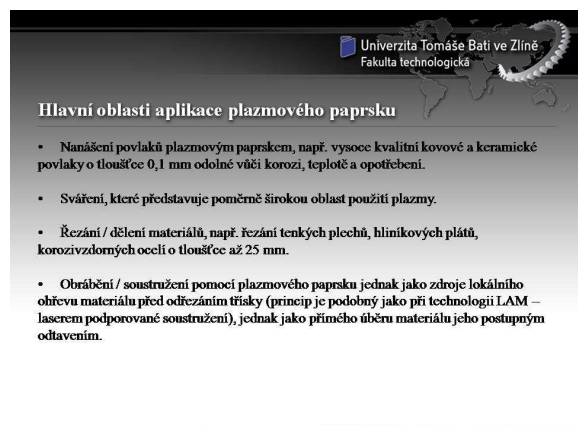 Univerzita Tomáše Bati ve Zlíně
Fakulta technologická
Hlavní oblasti aplikace plazmového paprsku
• Nanášení povlaků plazmovým paprskem, např. vysoce kvalitní kovové a keramické
povlaky o tloušťce 0,1 mm odolné vůči korozi, teplotě a opotřebení.
• Sváření, které představuje poměrně širokou oblast použití plazmy.
• Řezání / dělení materiálů, např. řezání tenkých plechů, hliníkových plátů,
korozivzdorných ocelí o tloušťce až 25 mm.
• Obrábění / soustružení pomocí plazmového paprsku jednak jako zdroje lokálního
ohřevu materiálu před odřezáním třísky (princip je podobný jako při technologii LAM –
laserem podporované soustružení), jednak jako přímého úběru materiálu jeho postupným
odtavením.